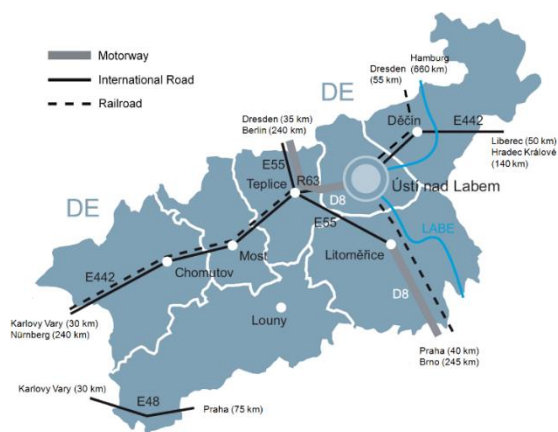 Motorway
International Road
Railroad
Hamburg
(660 km)
Dresden
(55 km)
DE
Děčín
E442
Liberec (50 km)
Hradec Králové
(140 km)
Dresden (35 km)
Berlin (240 km)
E55
R63
Teplice
D8
Ústí nad Labem
DE
E55
LABE
Most
Litoměřice
E442
Chomutov
D8
Louny
Karlovy Vary (30 km)
Nürnberg (240 km)
Praha (40 km)
Brno (245 km)
Karlovy Vary (30 km)
E48
Praha (75 km)